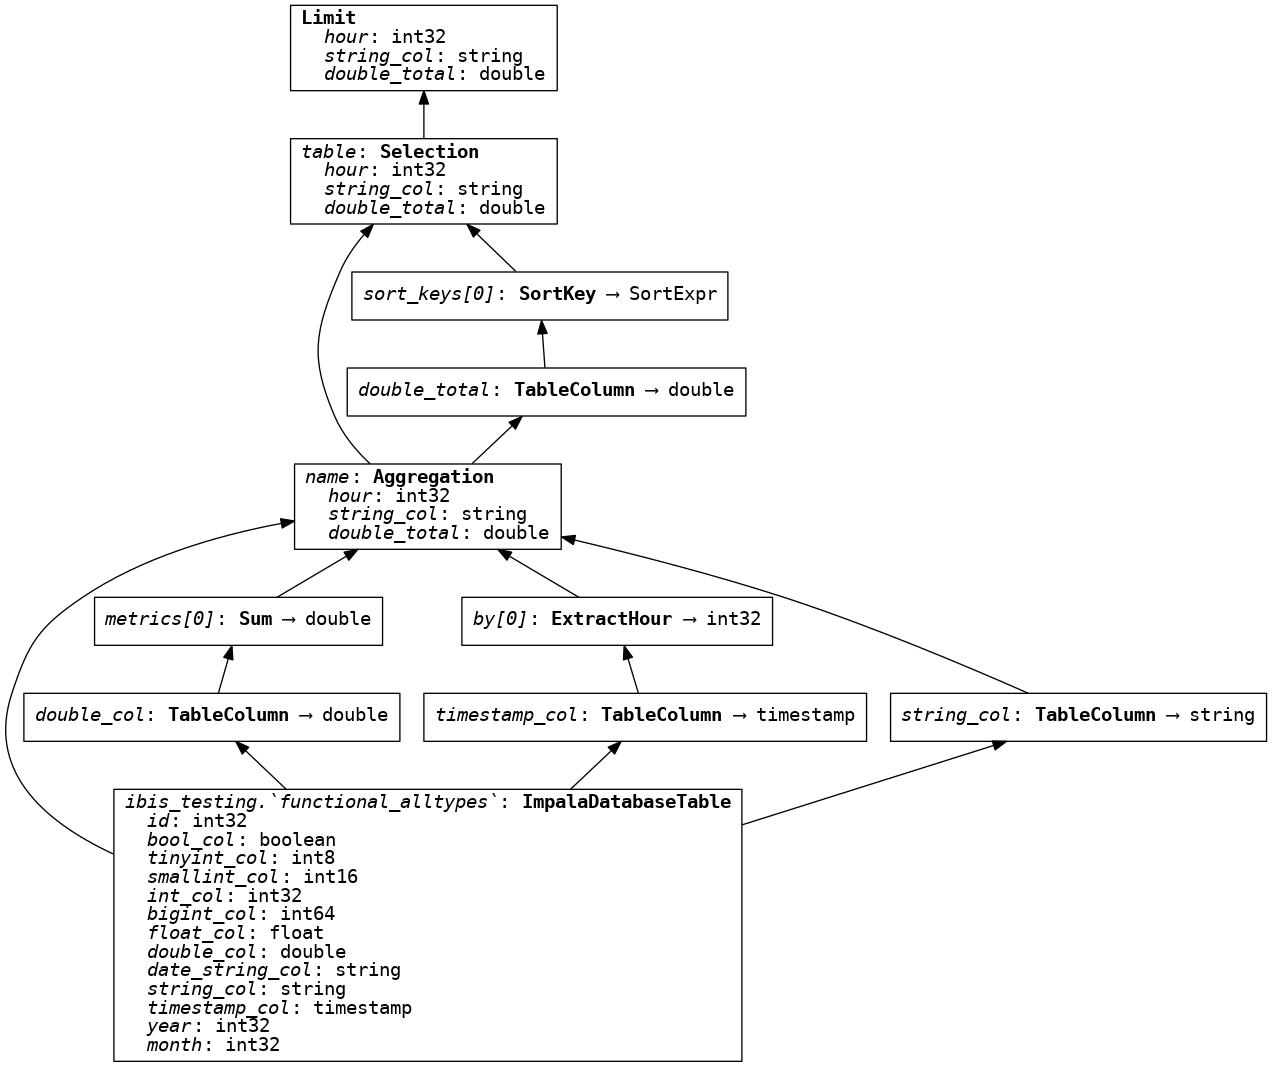 Limit
hour: int32
string_col: string
double_total: double
table: Selection
hour: int32
string_col: string
double_total: double
sort_keys[0]: SortKey → SortExpr
double_total: TableColumn → double
name: Aggregation
hour: int32
string_col: string
double_total: double
metrics[0]: Sum → double
by[0]: ExtractHour → int32
double_col: TableColumn → double
timestamp_col: TableColumn → timestamp
string_col: TableColumn → string
ibis_testing.`functional_alltypes`: ImpalaDatabaseTable
id: int32
bool_col: boolean
tinyint_col: int8
smallint_col: int16
int_col: int32
bigint_col: int64
float_col: float
double_col: double
date_string_col: string
string_col: string
timestamp_col: timestamp
year: int32
month: int32